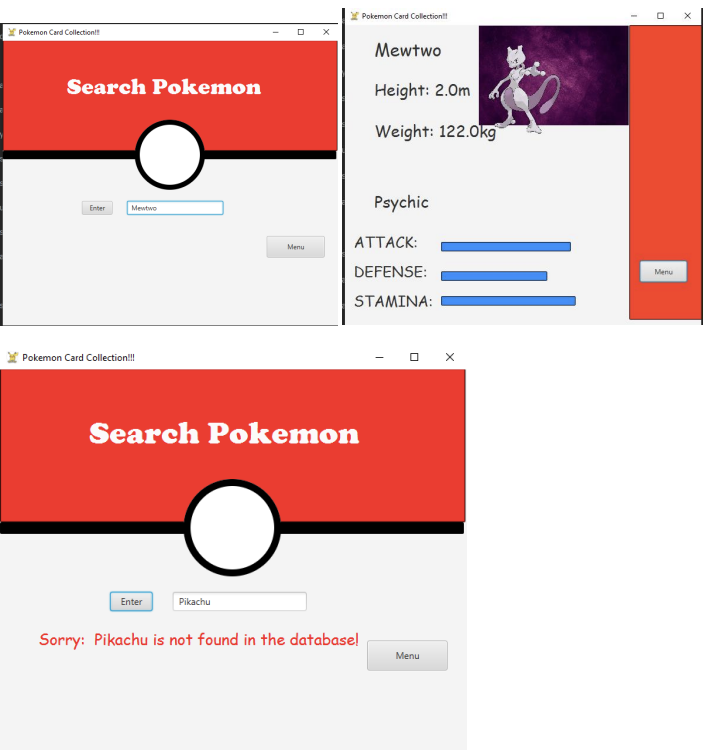 Pokemon Card Collection!!!
Search Pokemon
Enter
Mewtwo
Menu
Pokemon Card Collection!!!
Mewtwo
Height: 2.0m
Weight: 122.0kg
Psychic
ATTACK:
DEFENSE:
STAMINA:
Menu
Pokemon Card Collection!!!
Search Pokemon
Enter
Pikachu
Sorry: Pikachu is not found in the database!
Menu